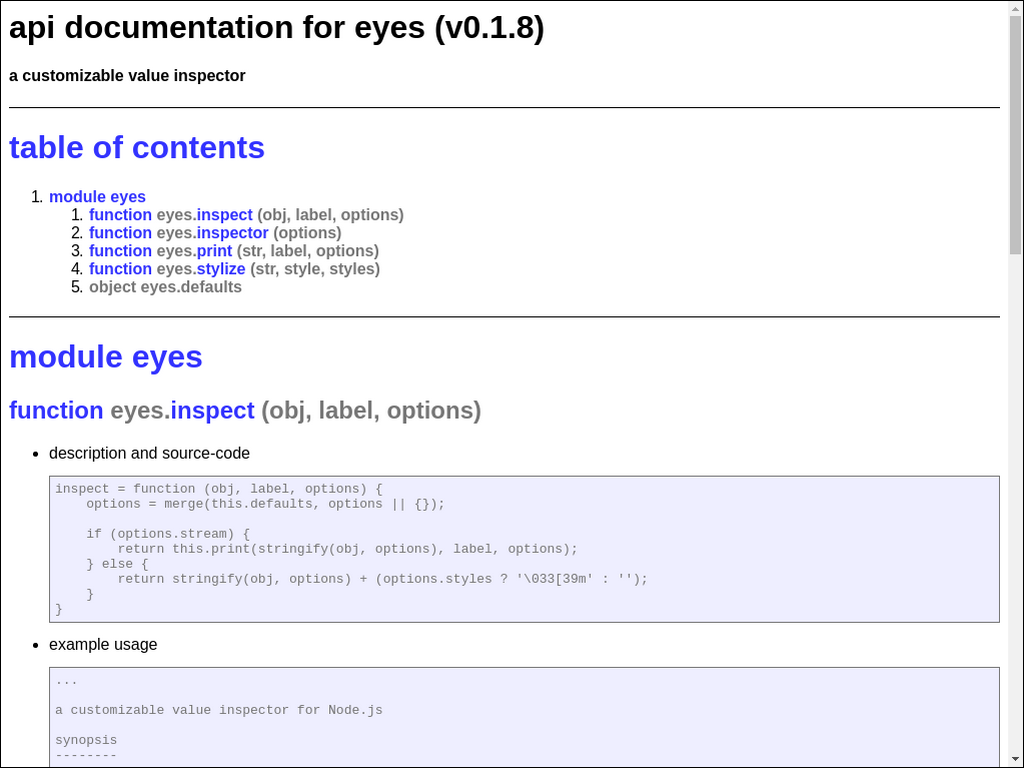 api documentation for eyes (v0.1.8)
a customizable value inspector
table of contents
1. module eyes
1. function eyes.inspect (obj, label, options)
2. function eyes.inspector (options)
3. function eyes.print (str, label, options)
4. function eyes.stylize (str, style, styles)
5. object eyes.defaults
module eyes
function eyes.inspect (obj, label, options)
• description and source-code
inspect = function (obj, label, options) {
    options = merge(this.defaults, options || {});
    if (options.stream) {
        return this.print(stringify(obj, options), label, options);
    } else {
        return stringify(obj, options) + (options.styles ? '\033[39m' : '');
    }
}
• example usage
...
a customizable value inspector for Node.js
synopsis
--------